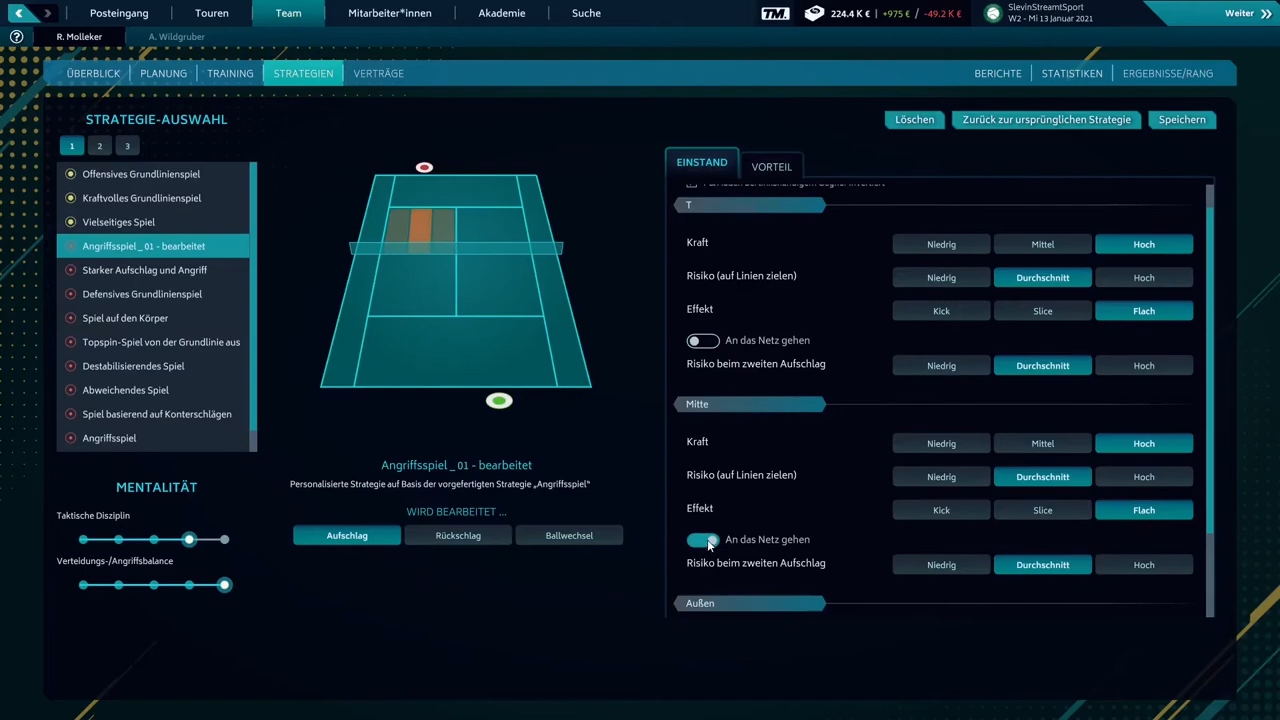 Posteingang
Touren
Team
Mitarbeiter*innen
Akademie
Suche
TM.
224.4 K €
+975 € / -49.2 K €
SlevinStreamtSport
W2 - Mi 13 Januar 2021
Weiter
R. Molleker
A. Wildgruber
ÜBERBLICK
PLANUNG
TRAINING
STRATEGIEN
VERTRÄGE
BERICHTE
STATISTIKEN
ERGEBNISSE/RANG
STRATEGIE-AUSWAHL
1 2 3
Offensives Grundlinienspiel
Kraftvolles Grundlinienspiel
Vielseitiges Spiel
Angriffsspiel _ 01 - bearbeitet
Starker Aufschlag und Angriff
Defensives Grundlinienspiel
Spiel auf den Körper
Topspin-Spiel von der Grundlinie aus
Destabilisierendes Spiel
Abweichendes Spiel
Spiel basierend auf Konterschlägen
Angriffsspiel
MENTALITÄT
Taktische Disziplin
Verteidungs-/Angriffsbalance
Angriffsspiel _ 01 - bearbeitet
Personalisierte Strategie auf Basis der vorgefertigten Strategie „Angriffsspiel“
WIRD BEARBEITET ...
Aufschlag
Rückschlag
Ballwechsel
Löschen
Zurück zur ursprünglichen Strategie
Speichern
EINSTAND
VORTEIL
T
Kraft
Niedrig Mittel Hoch
Risiko (auf Linien zielen)
Niedrig Durchschnitt Hoch
Effekt
Kick Slice Flach
An das Netz gehen
Risiko beim zweiten Aufschlag
Niedrig Durchschnitt Hoch
Mitte
Kraft
Niedrig Mittel Hoch
Risiko (auf Linien zielen)
Niedrig Durchschnitt Hoch
Effekt
Kick Slice Flach
An das Netz gehen
Risiko beim zweiten Aufschlag
Niedrig Durchschnitt Hoch
Außen